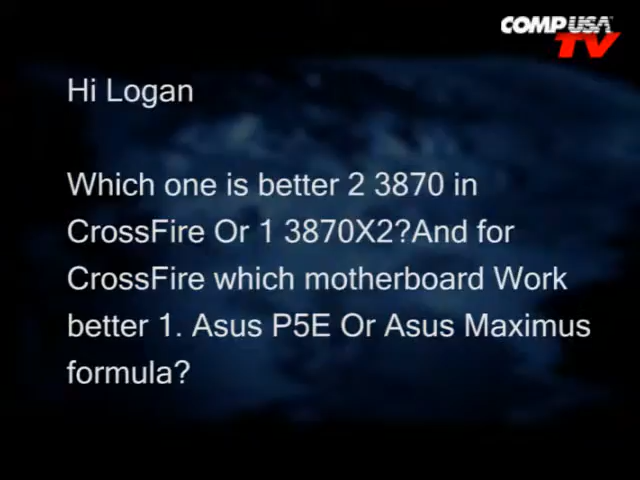 COMPUSA
TV
Hi Logan
Which one is better 2 3870 in
CrossFire Or 1 3870X2?And for
CrossFire which motherboard Work
better 1. Asus P5E Or Asus Maximus
formula?